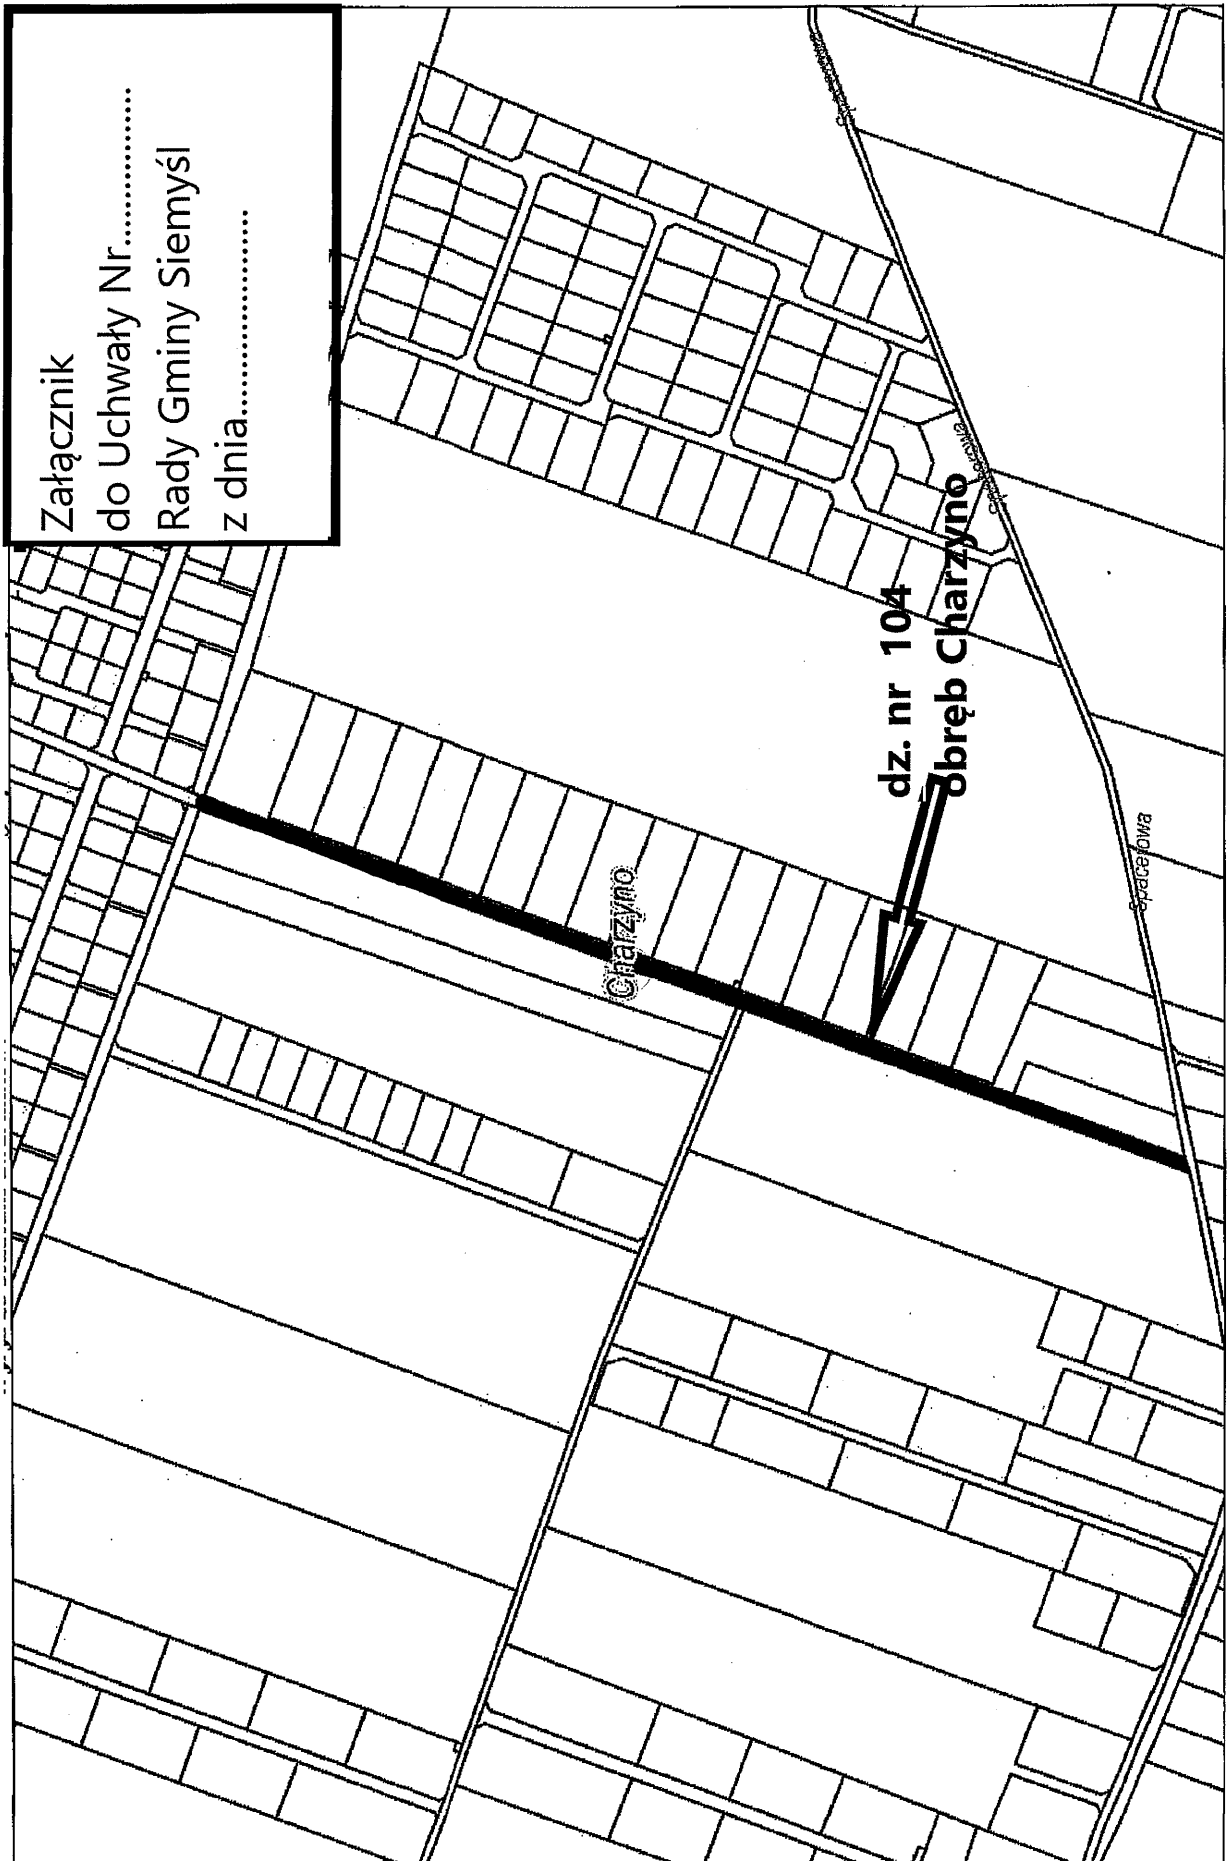 Załącznik
do Uchwały Nr...............
Rady Gminy Siemyśl
z dnia....................
dz. nr 104
obręb Charzyno
Charzyno
Spacerowa